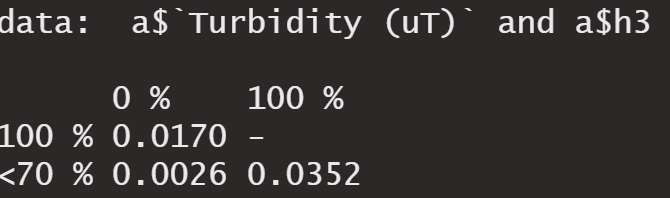 data:  a$`Turbidity (uT)` and a$h3
0 % 100 %
100 % 0.0170 -
<70 % 0.0026 0.0352